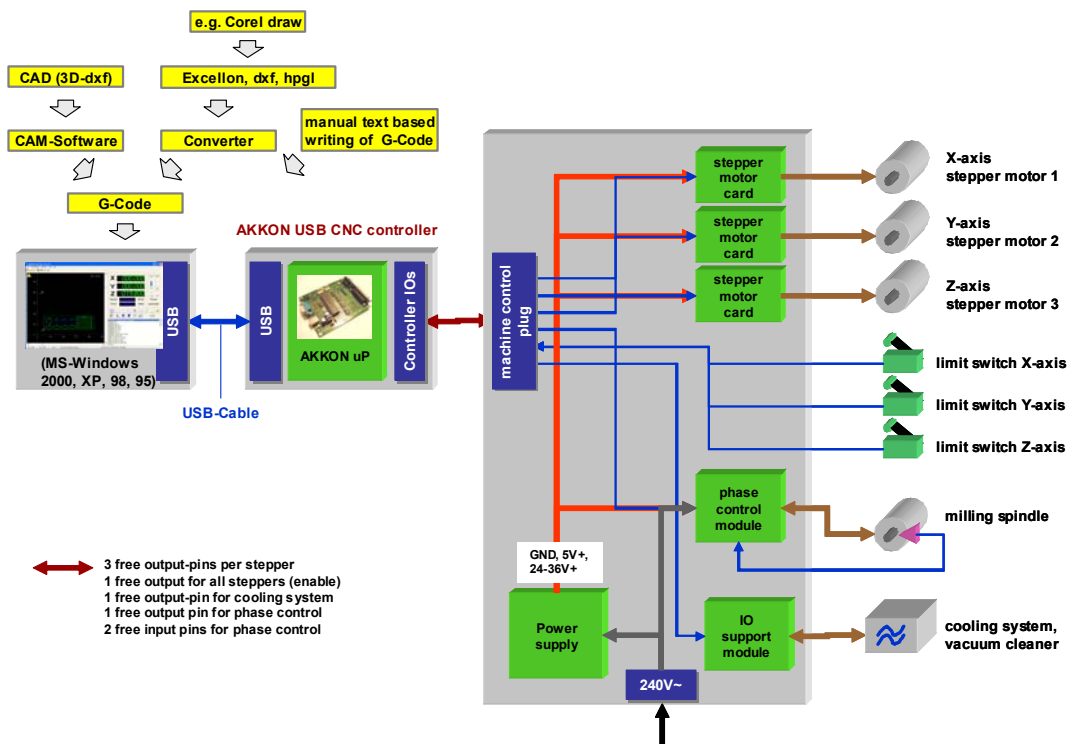 e.g. Corel draw
CAD (3D-dxf)
Excellon, dxf, hpgl
CAM-Software
Converter
manual text based
writing of G-Code
G-Code
AKKON USB CNC controller
X
Y
Z
USB
(MS-Windows
2000, XP, 98, 95)
USB-Cable
USB
AKKON uP
Controller IOs
machine control
plug
stepper
motor
card
stepper
motor
card
stepper
motor
card
X-axis
stepper motor 1
Y-axis
stepper motor 2
Z-axis
stepper motor 3
limit switch X-axis
limit switch Y-axis
limit switch Z-axis
phase
control
module
milling spindle
GND, 5V+,
24-36V+
Power
supply
IO
support
module
cooling system,
vacuum cleaner
240V~
3 free output-pins per stepper
1 free output for all steppers (enable)
1 free output-pin for cooling system
1 free output pin for phase control
2 free input pins for phase control